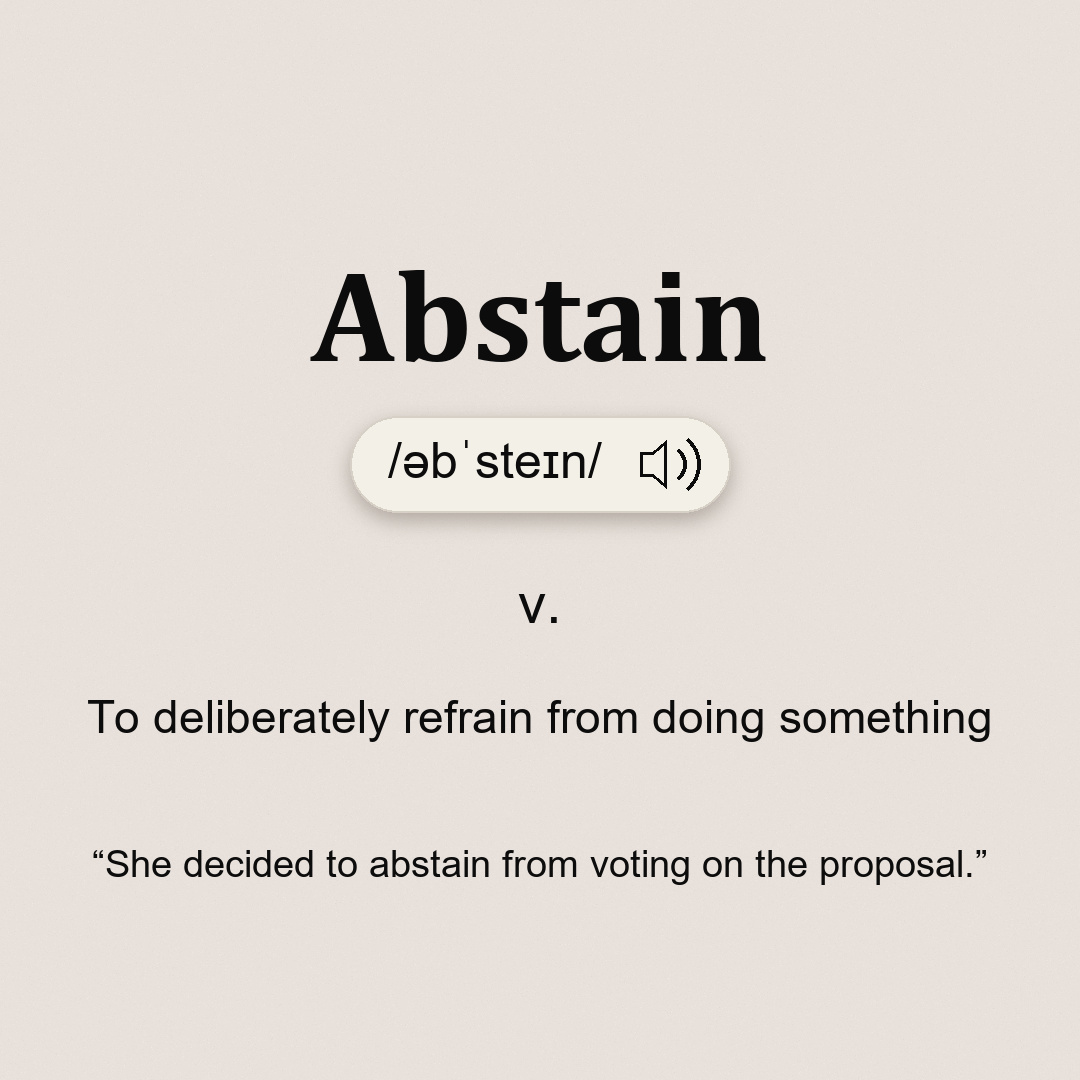 Abstain
/əbˈsteɪn/
v.
To deliberately refrain from doing something
“She decided to abstain from voting on the proposal.”